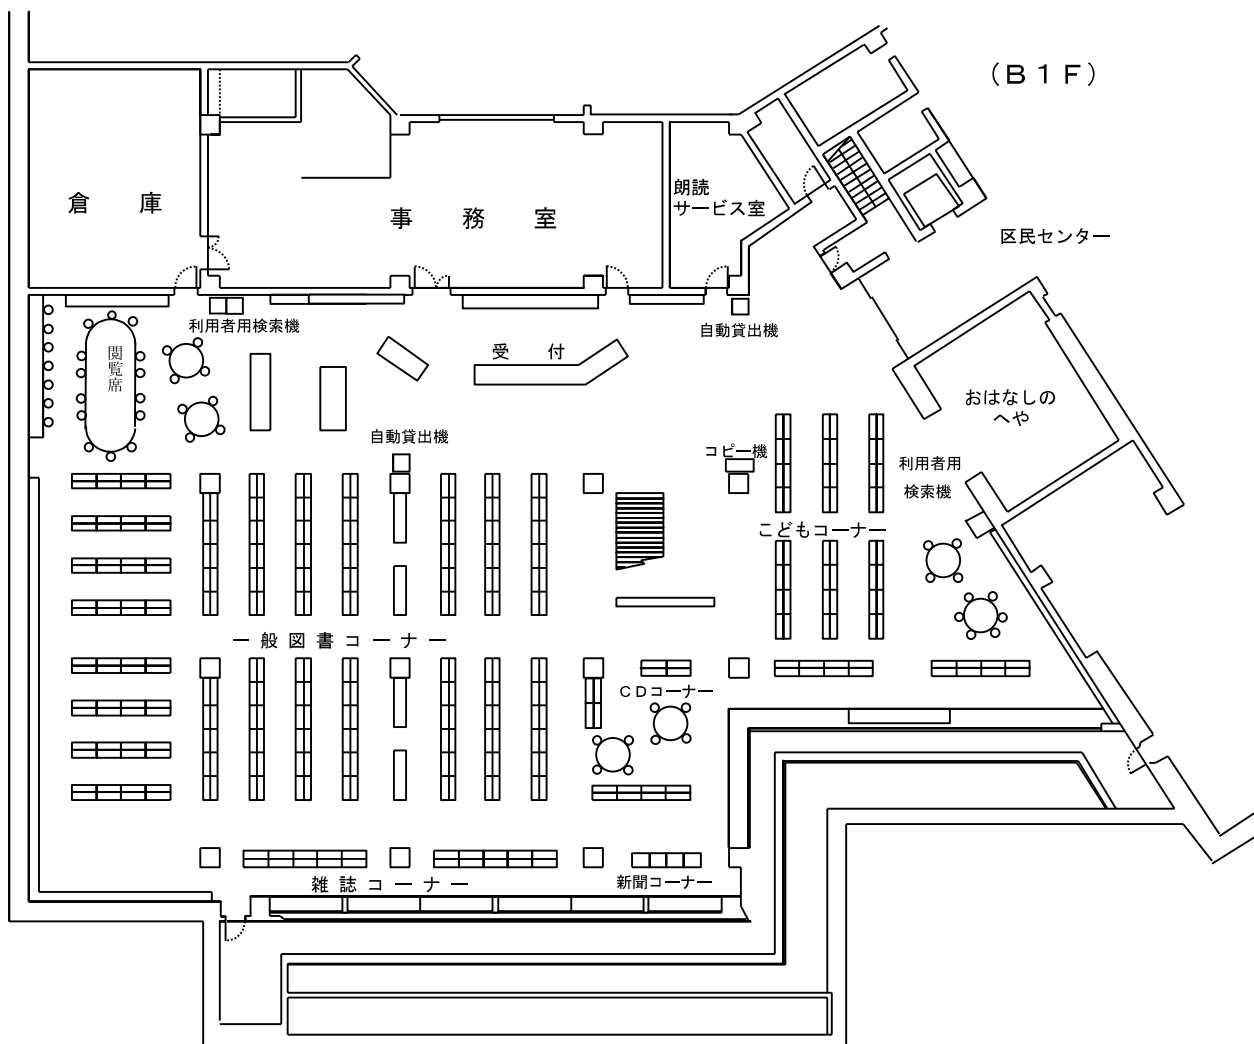 （B１F）
倉庫
事務室
朗読
サービス室
区民センター
利用者用検索機
自動貸出機
閲覧席
受付
おはなしの
へや
自動貸出機
コピー機
利用者用
検索機
こどもコーナー
一般図書コーナー
CDコーナー
雑誌コーナー
新聞コーナー